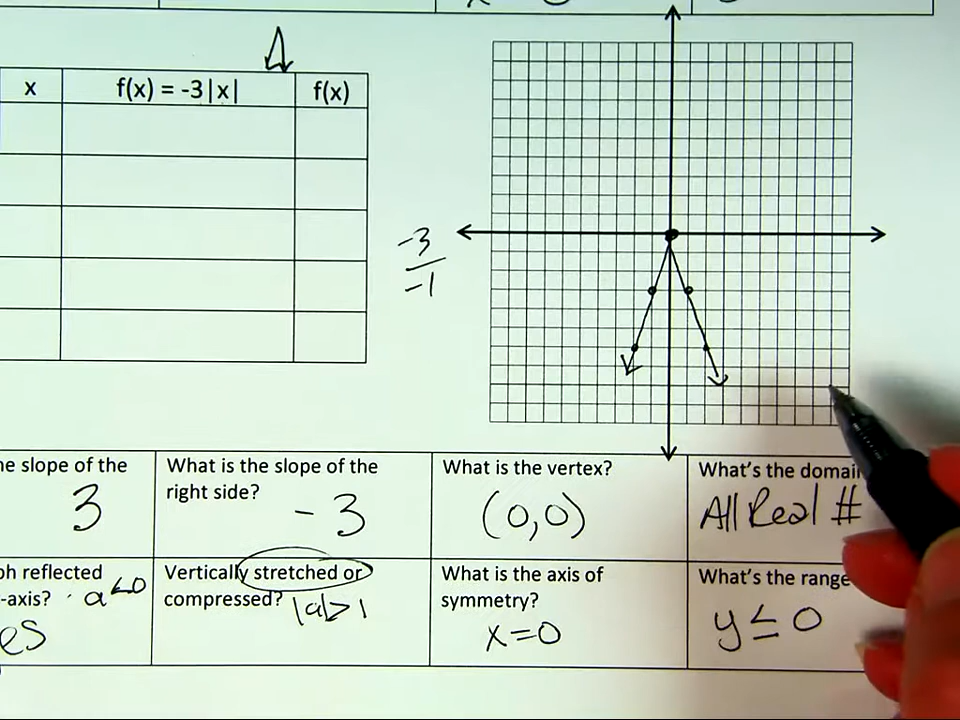 x f(x) = -3|x| f(x)
-3
-1
he slope of the
3
What is the slope of the
right side?
-3
What is the vertex?
(0,0)
What's the domain
All Real #
ph reflected
-axis? a<0
es
Vertically stretched or
compressed? |a|>1
What is the axis of
symmetry?
x=0
What's the range
y ≤ 0